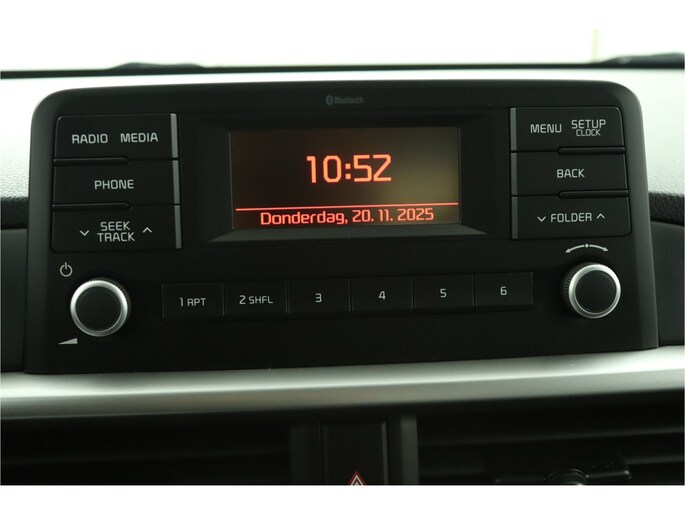 Bluetooth
RADIO MEDIA
PHONE
SEEK
TRACK
10:52
Donderdag, 20. 11. 2025
MENU SETUP
CLOCK
BACK
FOLDER
1 RPT
2 SHFL
3
4
5
6